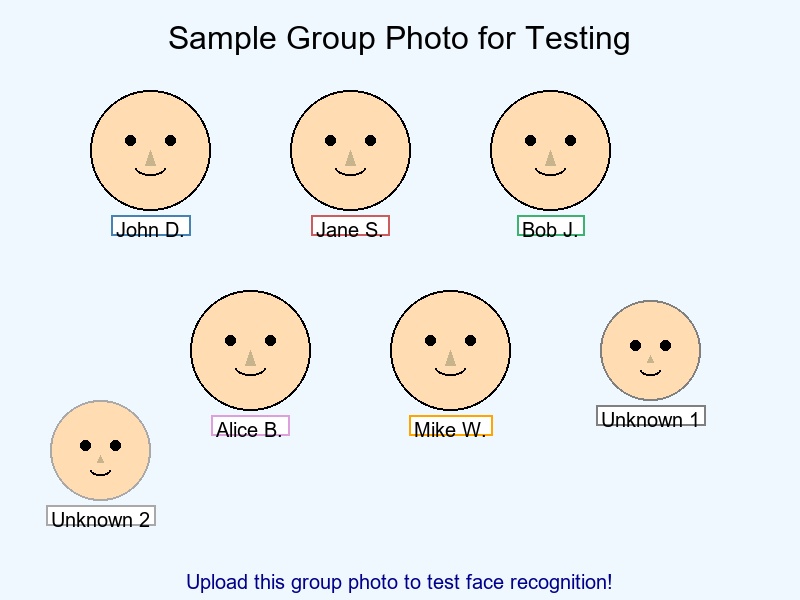 Sample Group Photo for Testing
John D.
Jane S.
Bob J.
Alice B.
Mike W.
Unknown 1
Unknown 2
Upload this group photo to test face recognition!